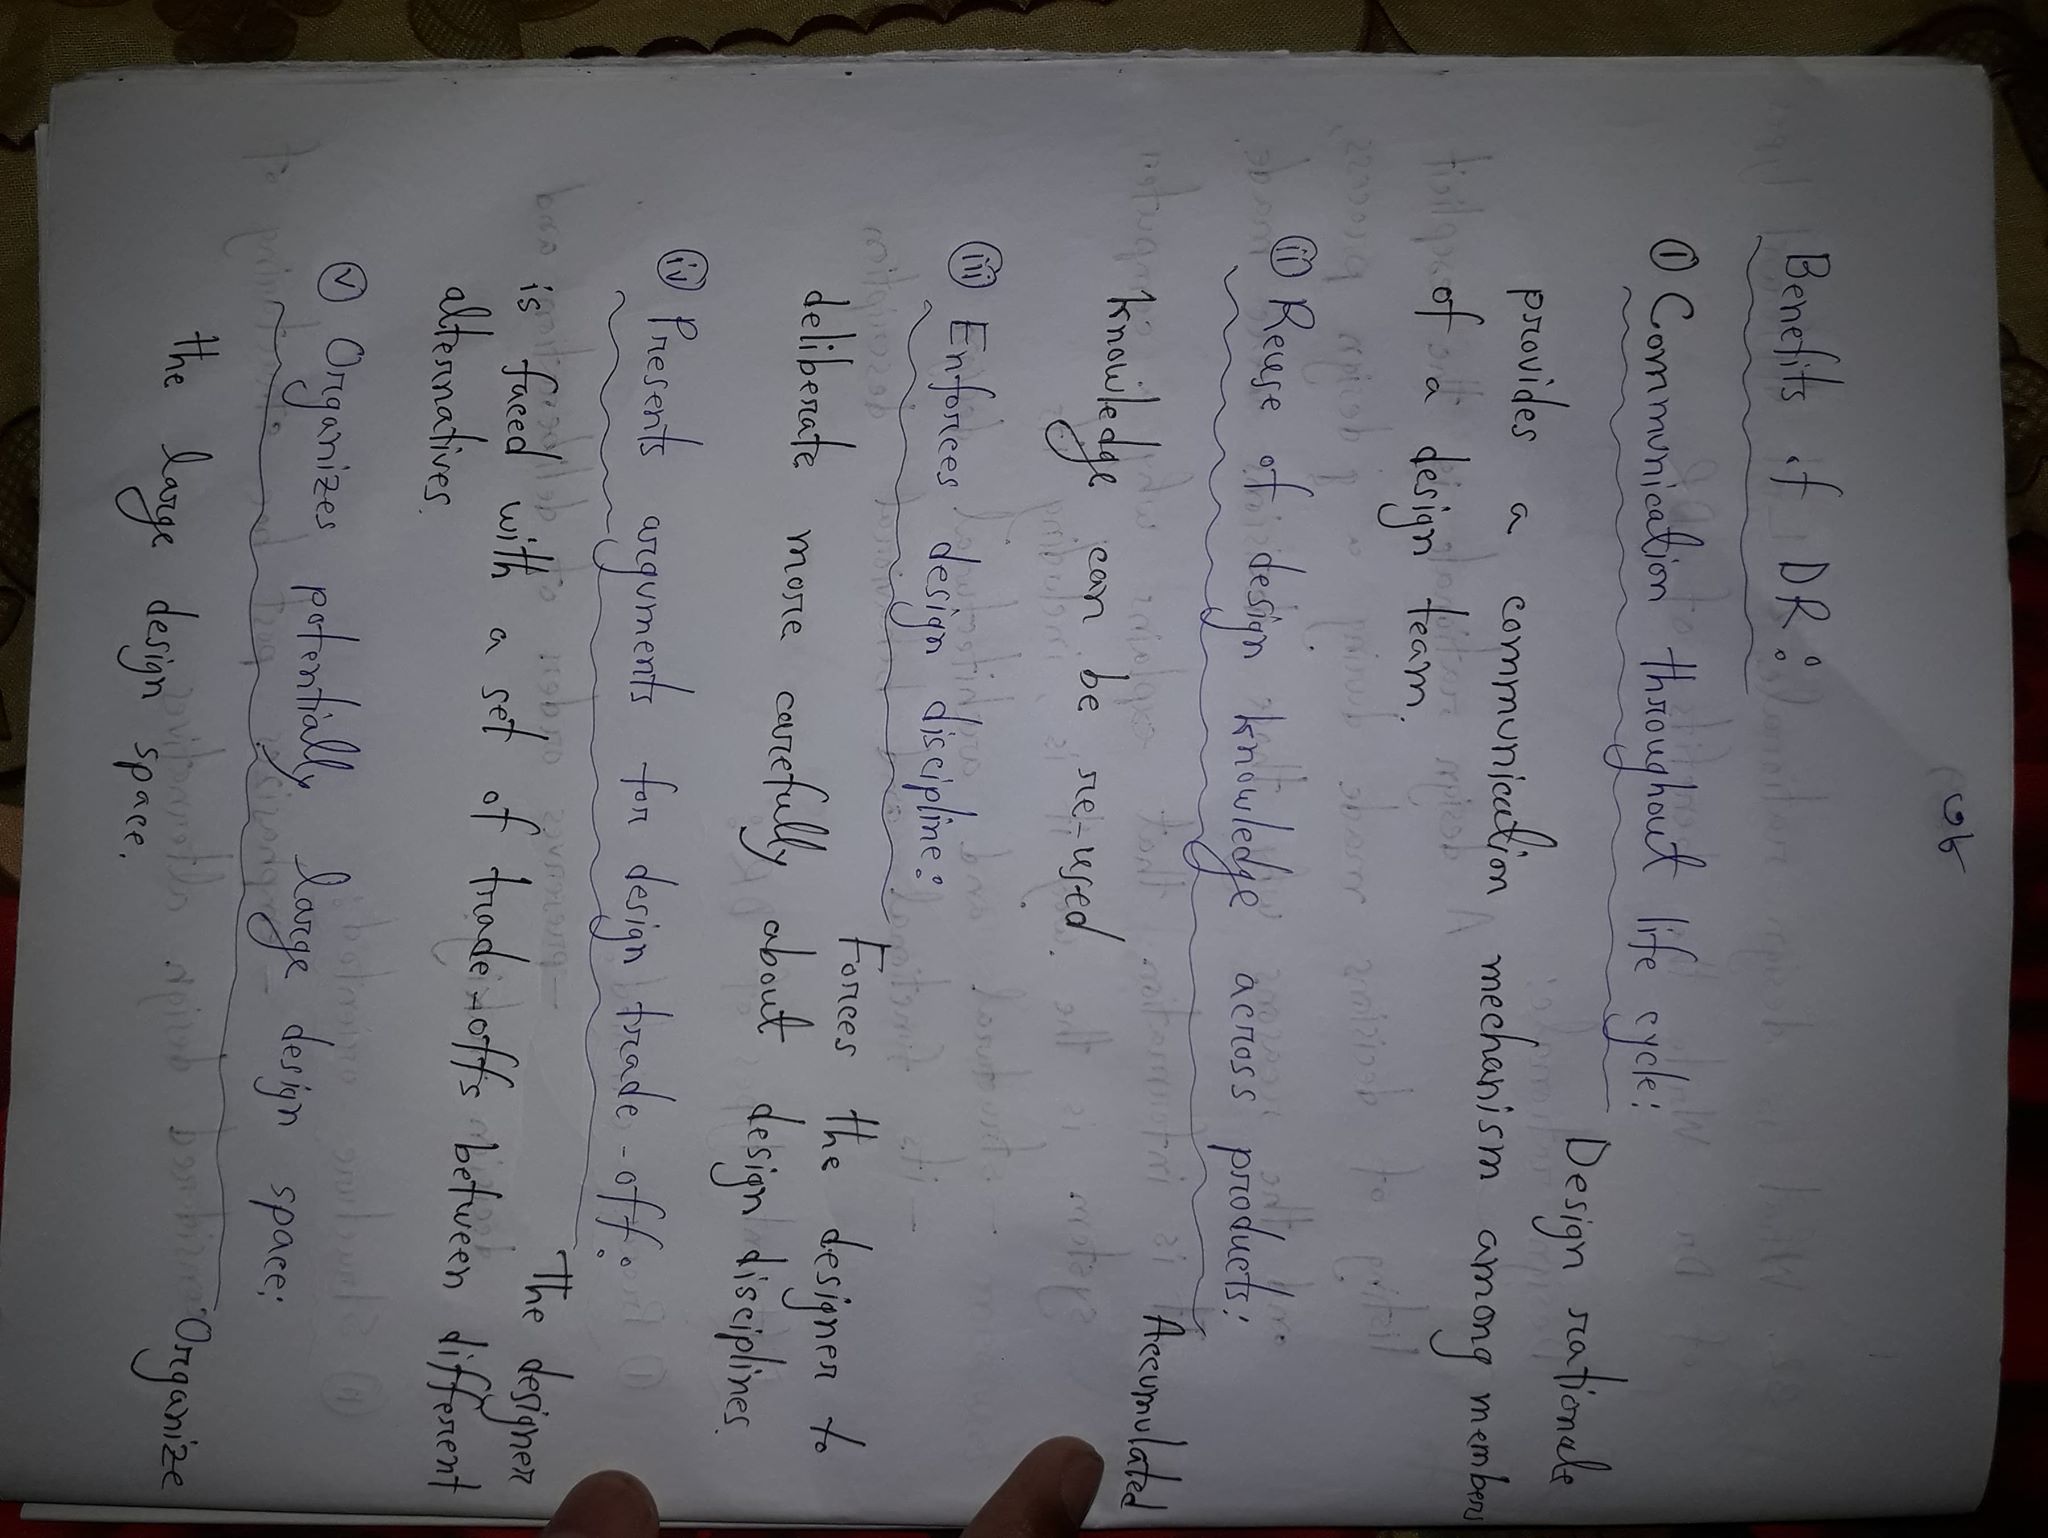 ৩৮
Benefits of DR:
i Communication throughout life cycle:
Design rationale
provides a communication mechanism among members
of a design team.
ii Reuse of design knowledge across products:
Accumulated
knowledge can be re-used.
iii Enforces design discipline:
Forces the designer to
deliberate more carefully about design disciplines.
iv Presents arguments for design trade-off:
The designer
is faced with a set of trade-offs between different
alternatives.
v Organizes potentially large design space:
Organize
the large design space.